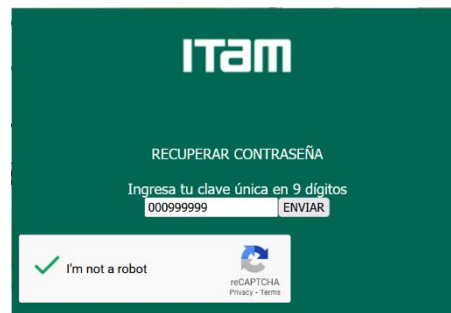 ITAM
RECUPERAR CONTRASEÑA
Ingresa tu clave única en 9 dígitos
000999999 ENVIAR
I'm not a robot
reCAPTCHA
Privacy - Terms